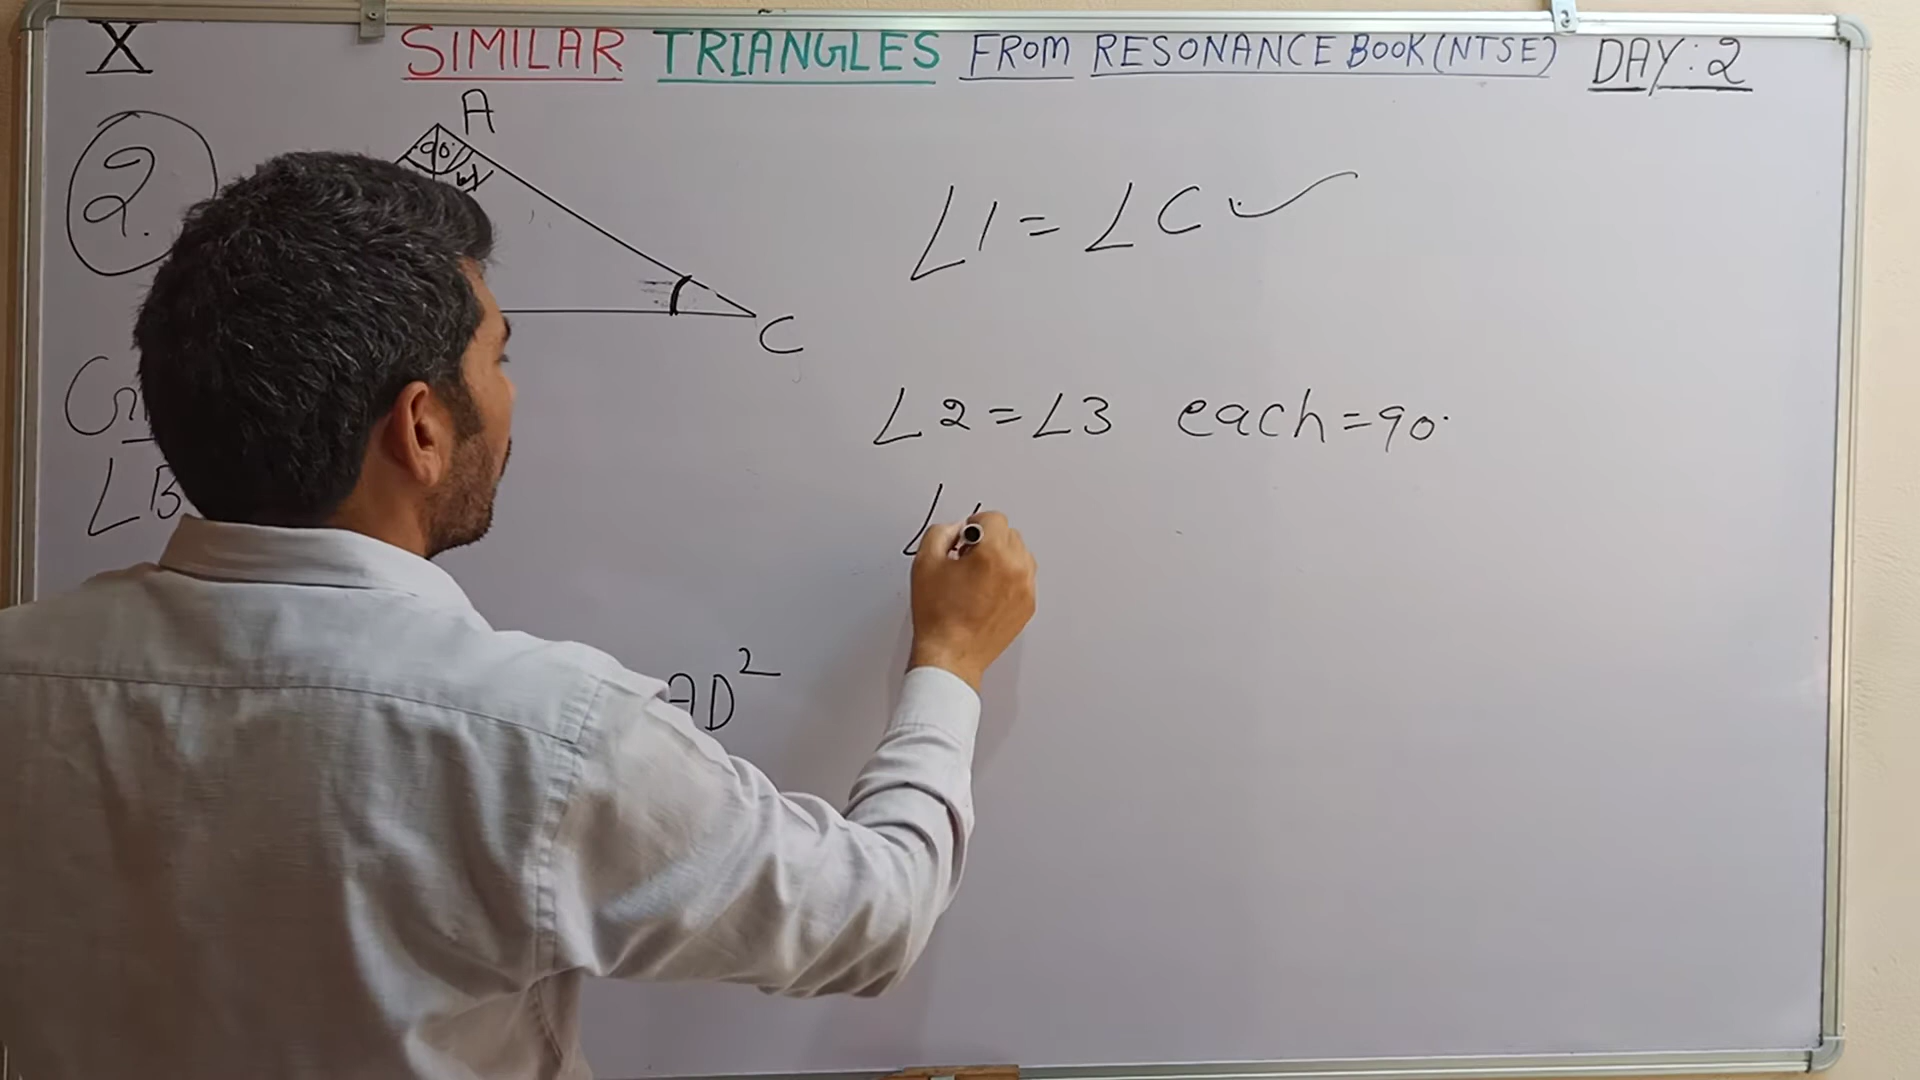 X SIMILAR TRIANGLES FROM RESONANCE BOOK (NTSE) DAY: 2
A
2.
90°
∠1 = ∠C
C
∠2 = ∠3 each = 90°
∠B
∠
AD²